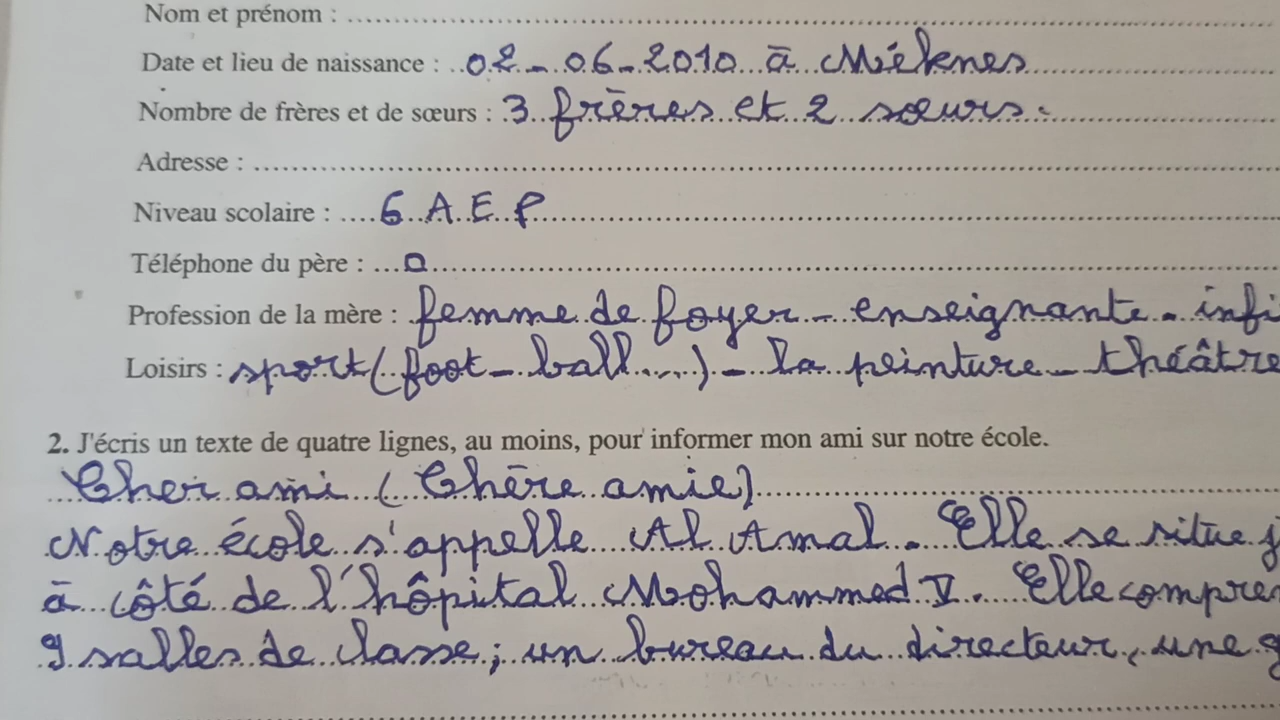 Nom et prénom :
Date et lieu de naissance : 02-06-2010 à Méknes
Nombre de frères et de sœurs : 3 frères et 2 sœurs.
Adresse :
Niveau scolaire : 6 A.E.P
Téléphone du père : 0
Profession de la mère : femme de foyer - enseignante - infi
Loisirs : sport (foot-ball....) - la peinture - théâtre
2. J'écris un texte de quatre lignes, au moins, pour informer mon ami sur notre école.
Cher ami (Chère amie)
Notre école s'appelle Al Amal. Elle se situe
à côté de l'hôpital Mohammed V. Elle compre
9 salles de classe; un bureau du directeur, une